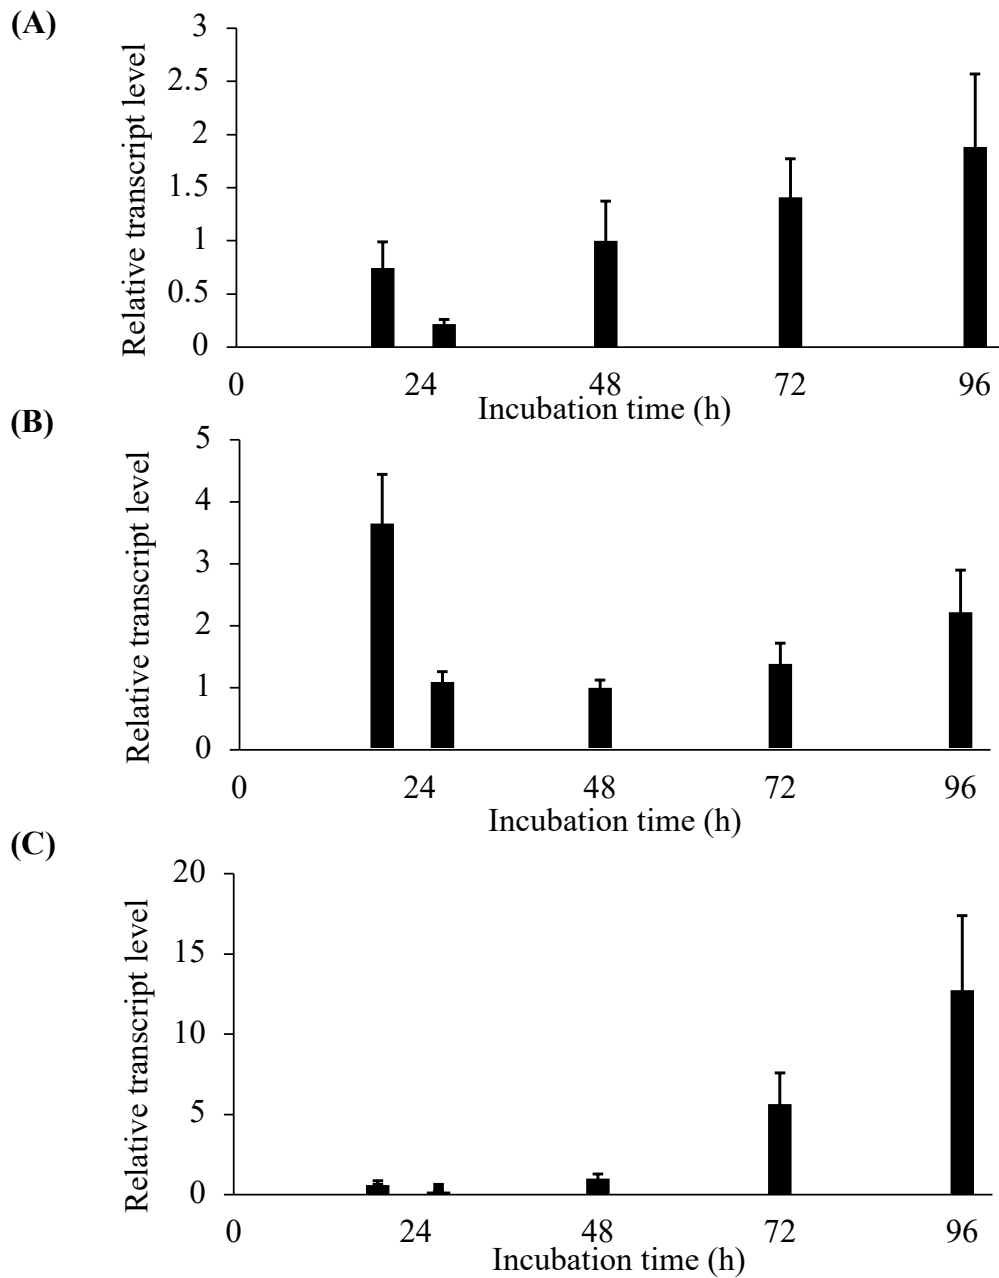 (A)
Relative transcript level
3
2.5
2
1.5
1
0.5
0
0 24 48 72 96
Incubation time (h)
(B)
Relative transcript level
5
4
3
2
1
0
0 24 48 72 96
Incubation time (h)
(C)
Relative transcript level
20
15
10
5
0
0 24 48 72 96
Incubation time (h)